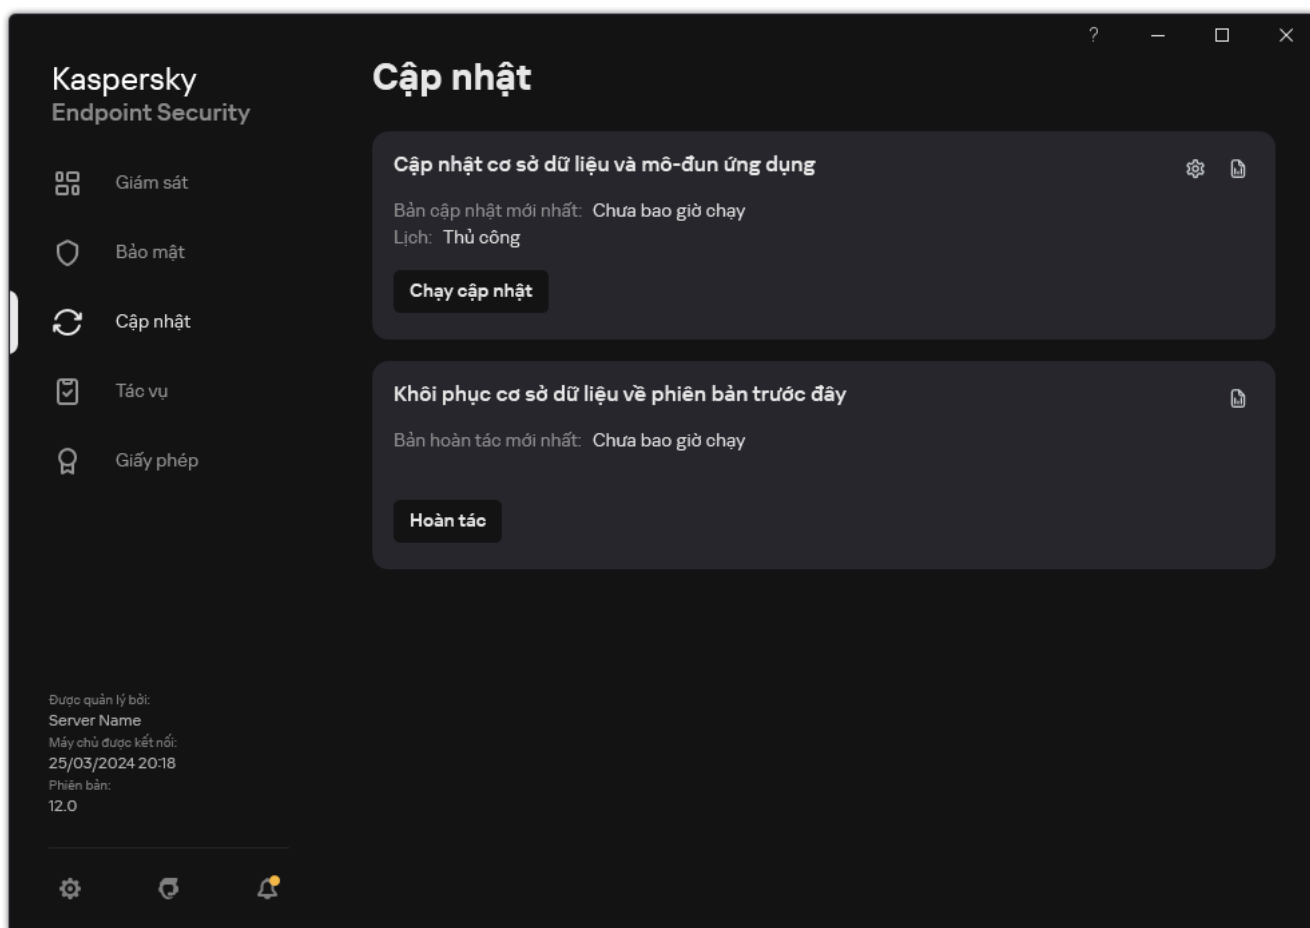 Kaspersky
Endpoint Security
Giám sát
Bảo mật
Cập nhật
Tác vụ
Giấy phép
Được quản lý bởi:
Server Name
Máy chủ được kết nối:
25/03/2024 20:18
Phiên bản:
12.0
?
Cập nhật
Cập nhật cơ sở dữ liệu và mô-đun ứng dụng
Bản cập nhật mới nhất: Chưa bao giờ chạy
Lịch: Thủ công
Chạy cập nhật
Khôi phục cơ sở dữ liệu về phiên bản trước đây
Bản hoàn tác mới nhất: Chưa bao giờ chạy
Hoàn tác